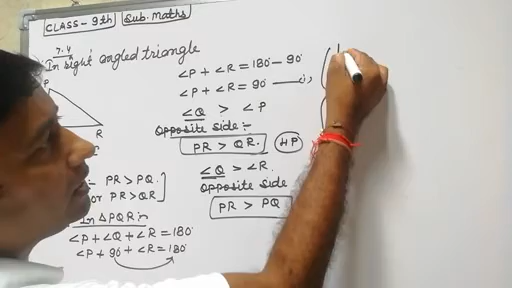 CLASS-9th Sub. Maths
7.4
In right angled triangle
P
R
PR > PQ
or PR > QR
In ΔPQR:-
∠P + ∠Q + ∠R = 180°
∠P + 90 + ∠R = 180°
∠P + ∠R = 180° - 90°
∠P + ∠R = 90°
∠Q > ∠P
Opposite side :-
PR > QR. HP
∠Q > ∠R.
Opposite side
PR > PQ